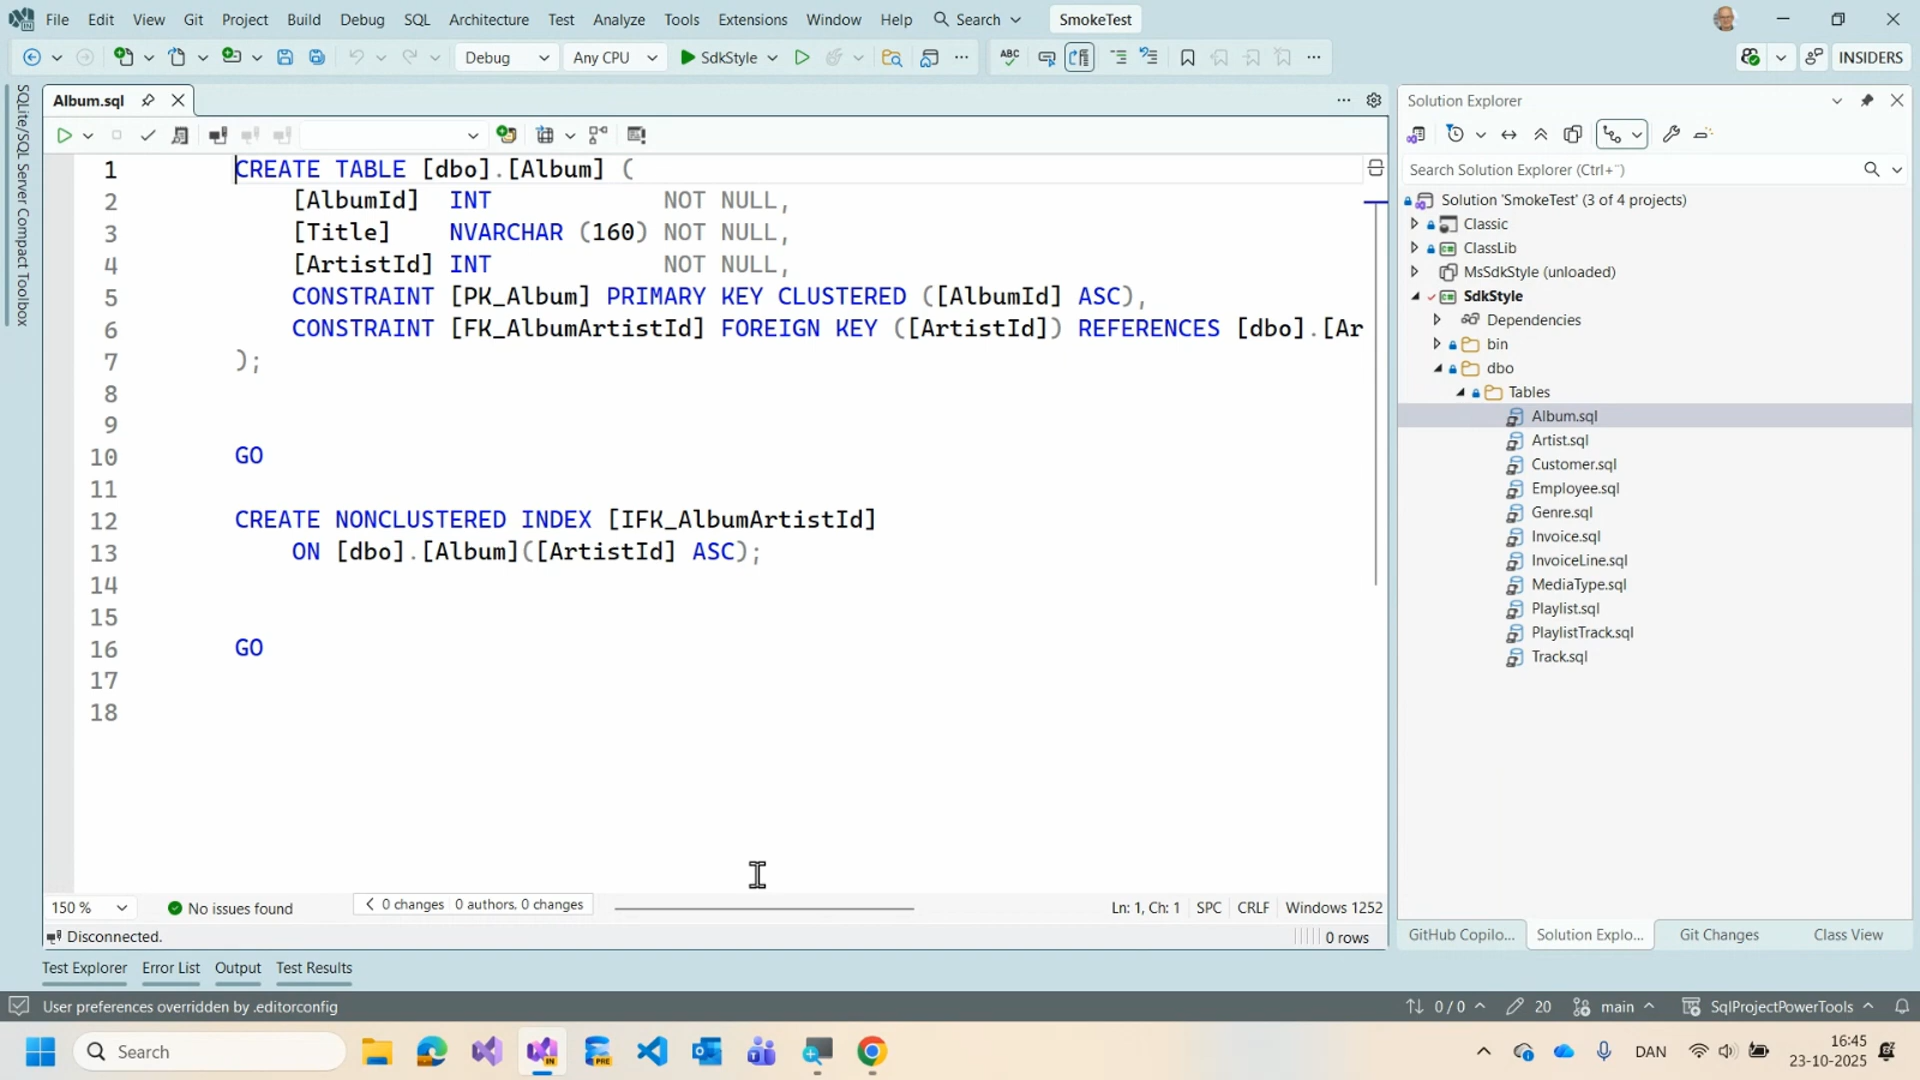 File Edit View Git Project Build Debug SQL Architecture Test Analyze Tools Extensions Window Help Search SmokeTest
Debug Any CPU SdkStyle ABC INSIDERS
SQLite/SQL Server Compact Toolbox
Album.sql
1 CREATE TABLE [dbo].[Album] (
2 [AlbumId] INT NOT NULL,
3 [Title] NVARCHAR (160) NOT NULL,
4 [ArtistId] INT NOT NULL,
5 CONSTRAINT [PK_Album] PRIMARY KEY CLUSTERED ([AlbumId] ASC),
6 CONSTRAINT [FK_AlbumArtistId] FOREIGN KEY ([ArtistId]) REFERENCES [dbo].[Ar
7 );
8
9
10 GO
11
12 CREATE NONCLUSTERED INDEX [IFK_AlbumArtistId]
13 ON [dbo].[Album]([ArtistId] ASC);
14
15
16 GO
17
18
150 % No issues found 0 changes 0 authors, 0 changes Ln: 1, Ch: 1 SPC CRLF Windows 1252
Disconnected. 0 rows
Solution Explorer
Search Solution Explorer (Ctrl+¨)
Solution 'SmokeTest' (3 of 4 projects)
Classic
ClassLib
MsSdkStyle (unloaded)
SdkStyle
Dependencies
bin
dbo
Tables
Album.sql
Artist.sql
Customer.sql
Employee.sql
Genre.sql
Invoice.sql
InvoiceLine.sql
MediaType.sql
Playlist.sql
PlaylistTrack.sql
Track.sql
GitHub Copilo... Solution Explo... Git Changes Class View
Test Explorer Error List Output Test Results
User preferences overridden by .editorconfig 0 / 0 20 main SqlProjectPowerTools
Search PRE IN DAN 16:45
23-10-2025